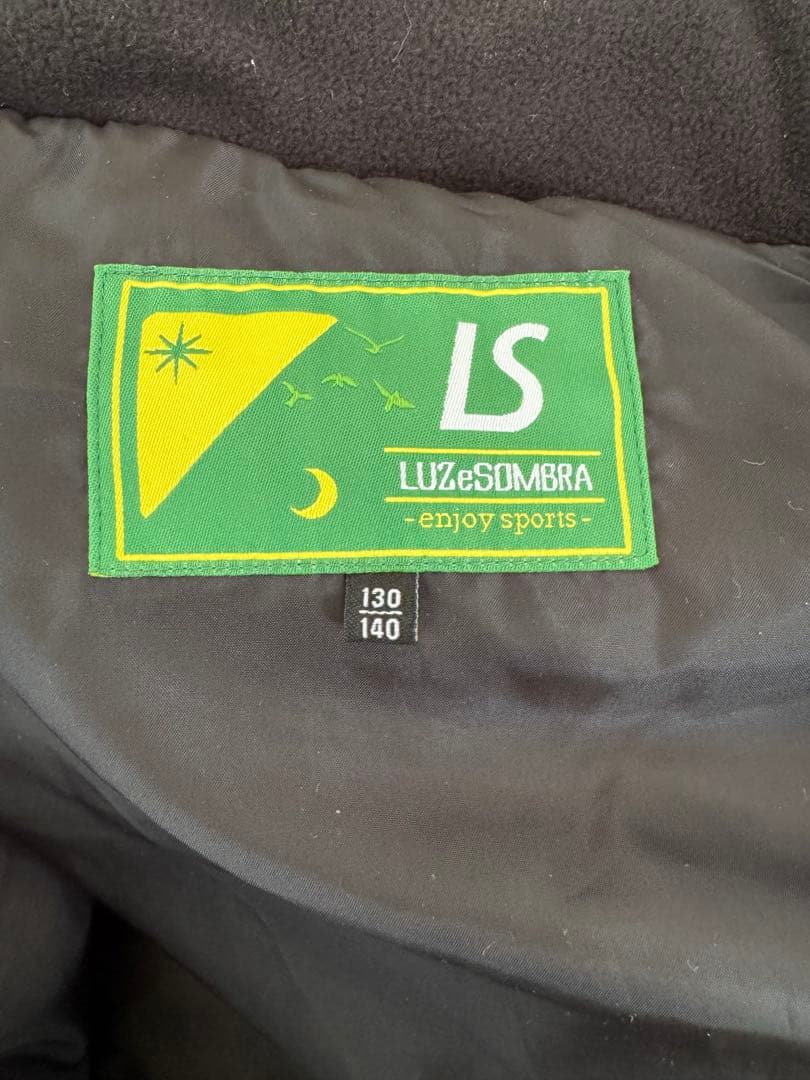 LS
LUZeSOMBRA
-enjoy sports-
130
140